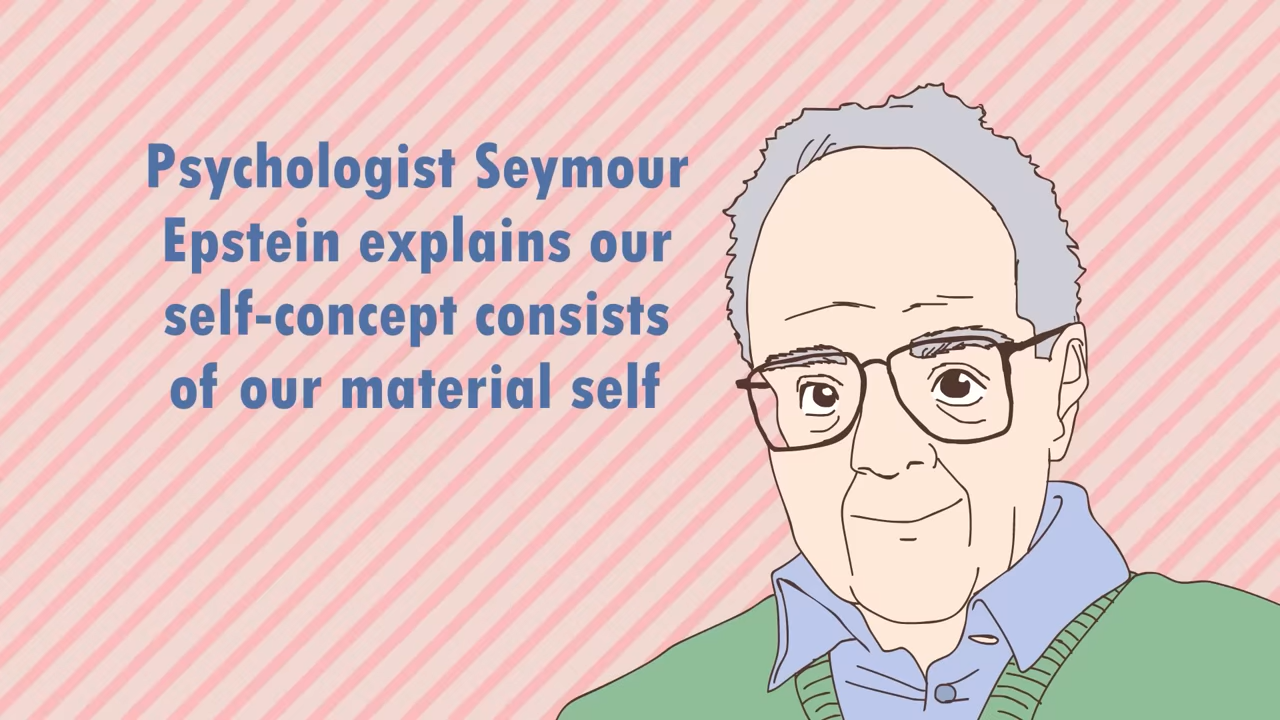 Psychologist Seymour
Epstein explains our
self-concept consists
of our material self